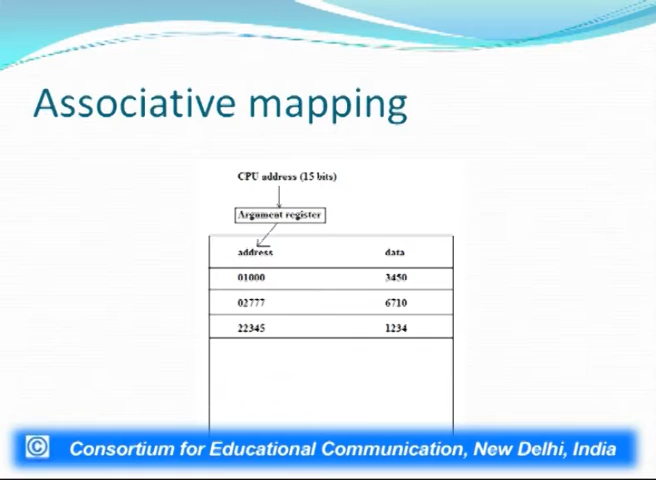 Associative mapping
CPU address (15 bits)
Argument register
address data
01000 3450
02777 6710
22345 1234
© Consortium for Educational Communication, New Delhi, India